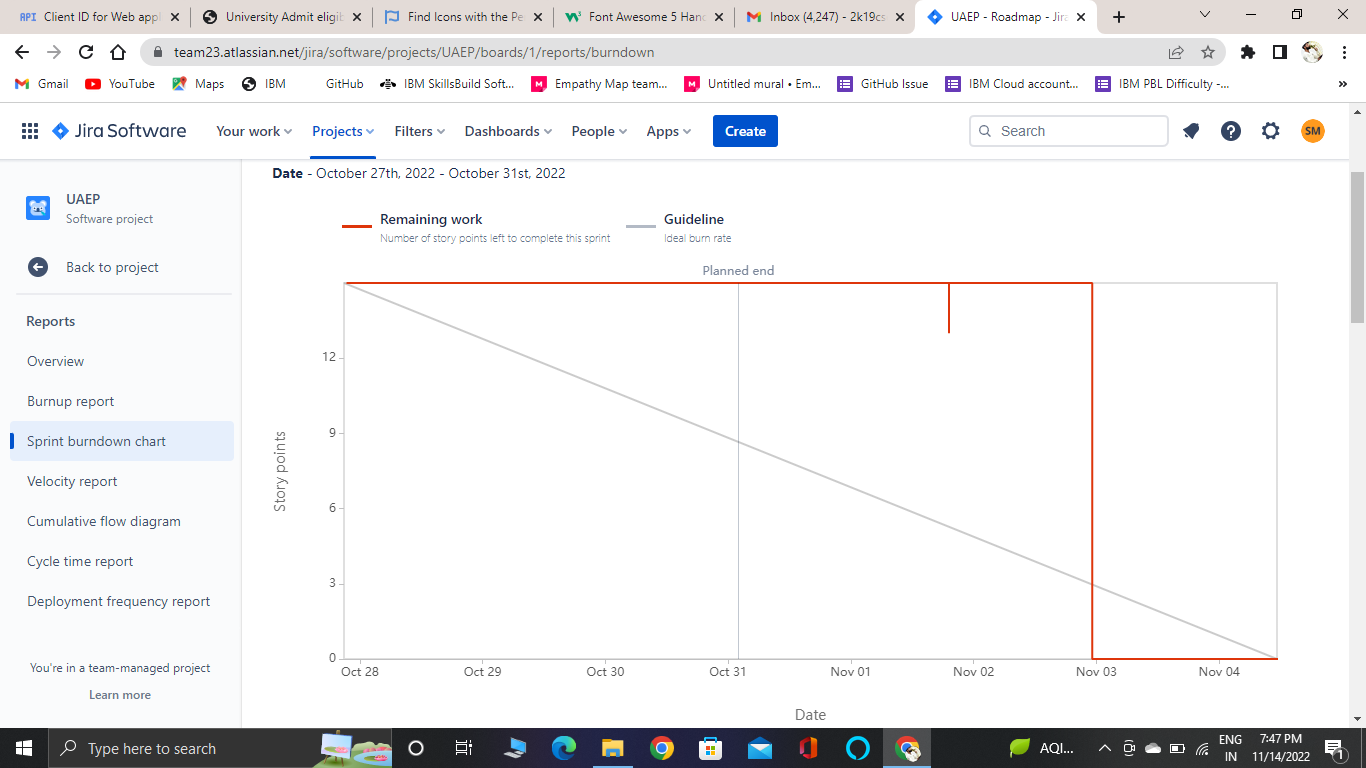 API Client ID for Web appl
University Admit eligib
Find Icons with the Pe
Font Awesome 5 Hand
Inbox (4,247) - 2k19cs
UAEP - Roadmap - Jira
team23.atlassian.net/jira/software/projects/UAEP/boards/1/reports/burndown
Gmail YouTube Maps IBM GitHub IBM SkillsBuild Soft... Empathy Map team... Untitled mural • Em... GitHub Issue IBM Cloud account... IBM PBL Difficulty -... »
Jira Software Your work Projects Filters Dashboards People Apps Create Search SM
UAEP
Software project
Back to project
Reports
Overview
Burnup report
Sprint burndown chart
Velocity report
Cumulative flow diagram
Cycle time report
Deployment frequency report
You're in a team-managed project
Learn more
Date - October 27th, 2022 - October 31st, 2022
Remaining work
Number of story points left to complete this sprint
Guideline
Ideal burn rate
Planned end
Story points
12
9
6
3
0
Oct 28 Oct 29 Oct 30 Oct 31 Nov 01 Nov 02 Nov 03 Nov 04
Date
Type here to search
AQI...
ENG
IN
7:47 PM
11/14/2022
1